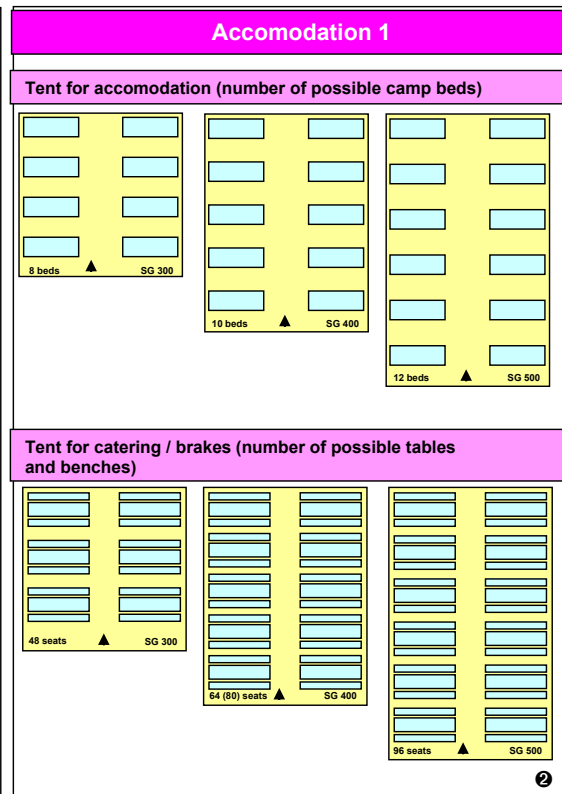 Accomodation 1
Tent for accomodation (number of possible camp beds)
8 beds SG 300
10 beds SG 400
12 beds SG 500
Tent for catering / brakes (number of possible tables
and benches)
48 seats SG 300
64 (80) seats SG 400
96 seats SG 500
❷